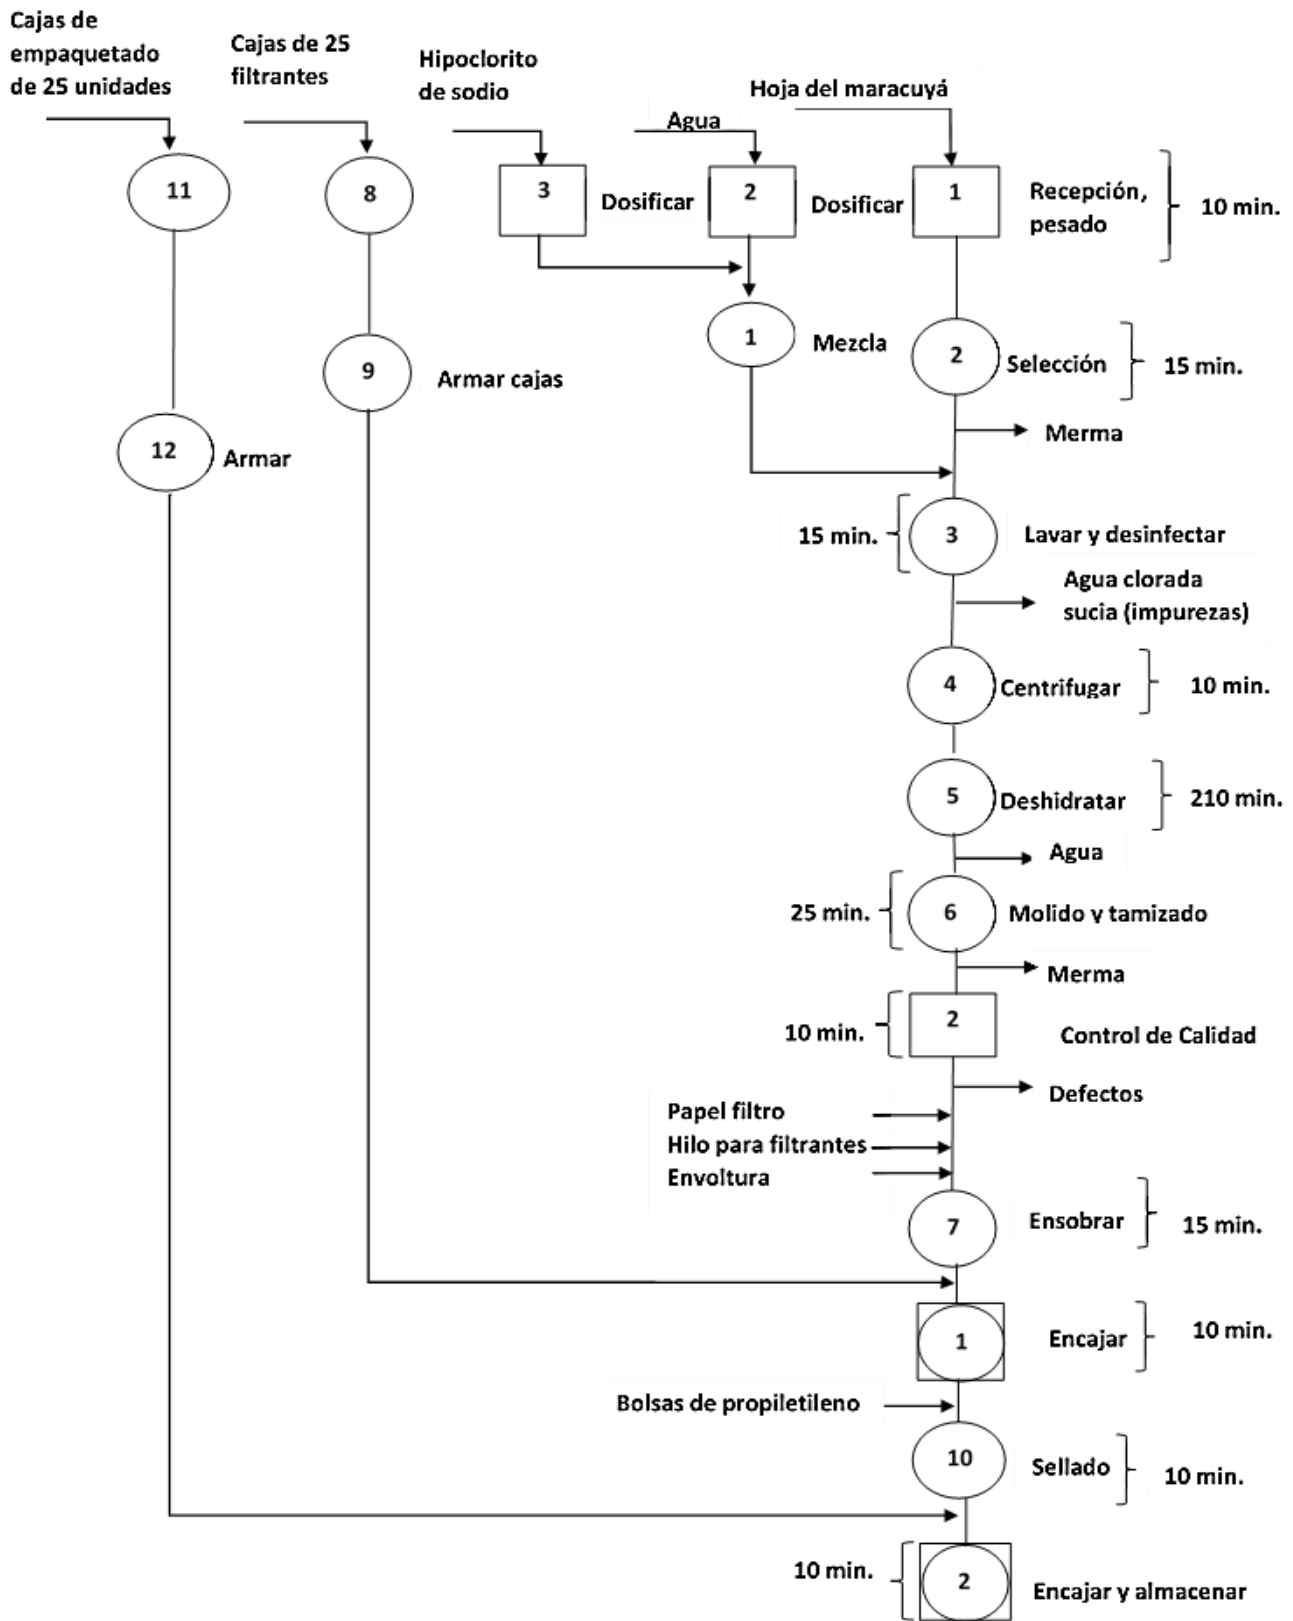 Cajas de
empaquetado
de 25 unidades
Cajas de 25
filtrantes
Hipoclorito
de sodio
Agua
Hoja del maracuyá
11
8
3
Dosificar
2
Dosificar
1
Recepción,
pesado
10 min.
1
Mezcla
2
Selección
15 min.
9
Armar cajas
Merma
12
Armar
15 min.
3
Lavar y desinfectar
Agua clorada
sucia (impurezas)
4
Centrifugar
10 min.
5
Deshidratar
210 min.
Agua
25 min.
6
Molido y tamizado
Merma
10 min.
2
Control de Calidad
Defectos
Papel filtro
Hilo para filtrantes
Envoltura
7
Ensobrar
15 min.
1
Encajar
10 min.
Bolsas de propiletileno
10
Sellado
10 min.
10 min.
2
Encajar y almacenar